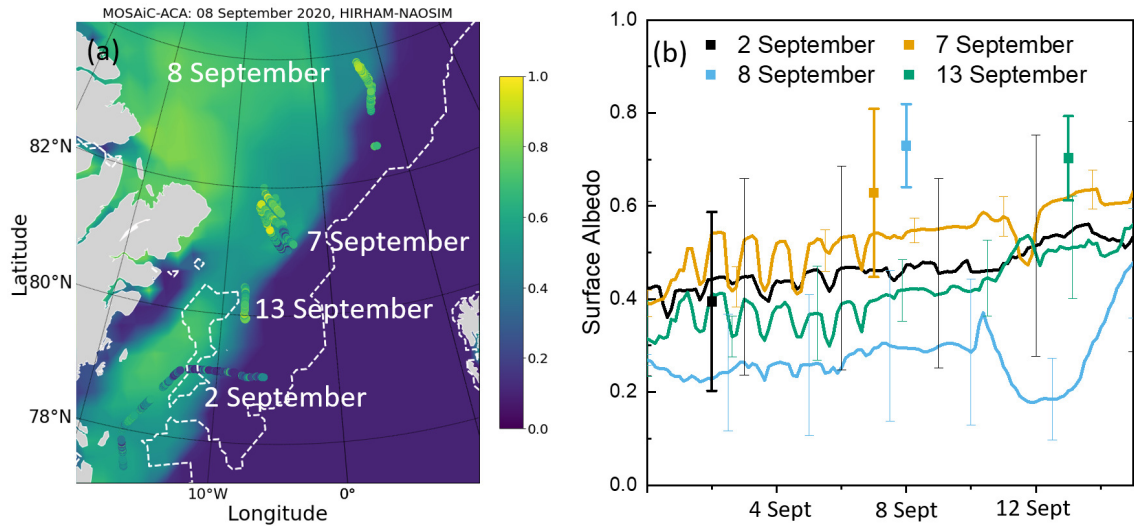 MOSAiC-ACA: 08 September 2020, HIRHAM-NAOSIM
(a)
8 September
7 September
13 September
2 September
82°N
80°N
78°N
Latitude
10°W
0°
Longitude
1.0
0.8
0.6
0.4
0.2
0.0
(b)
2 September
7 September
8 September
13 September
1.0
0.8
0.6
0.4
0.2
0.0
Surface Albedo
4 Sept
8 Sept
12 Sept